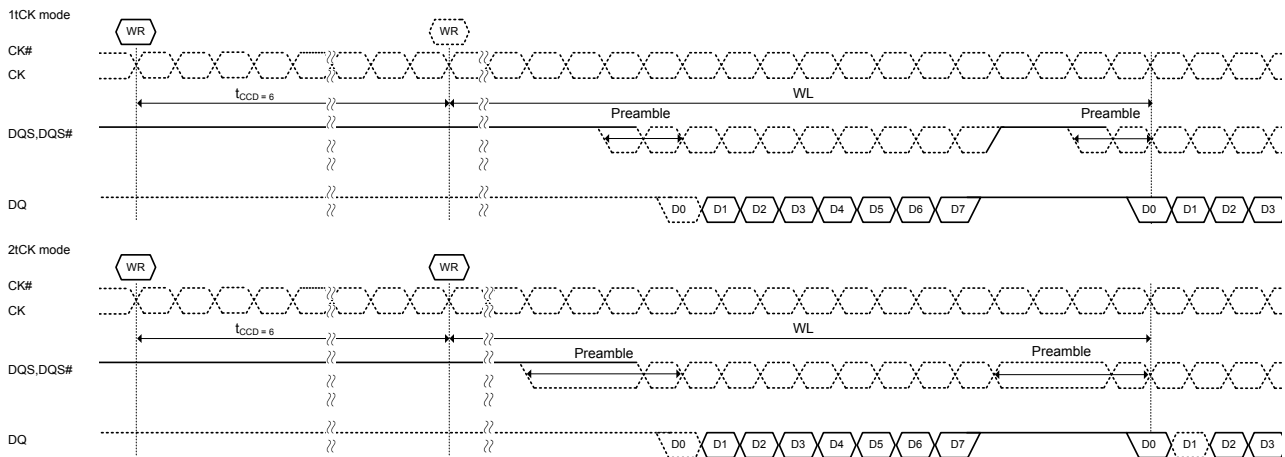 1tCK mode
WR WR
CK#
CK
tCCD = 6 WL
Preamble Preamble
DQS,DQS#
DQ D0 D1 D2 D3 D4 D5 D6 D7 D0 D1 D2 D3
2tCK mode
WR WR
CK#
CK
tCCD = 6 WL
Preamble Preamble
DQS,DQS#
DQ D0 D1 D2 D3 D4 D5 D6 D7 D0 D1 D2 D3